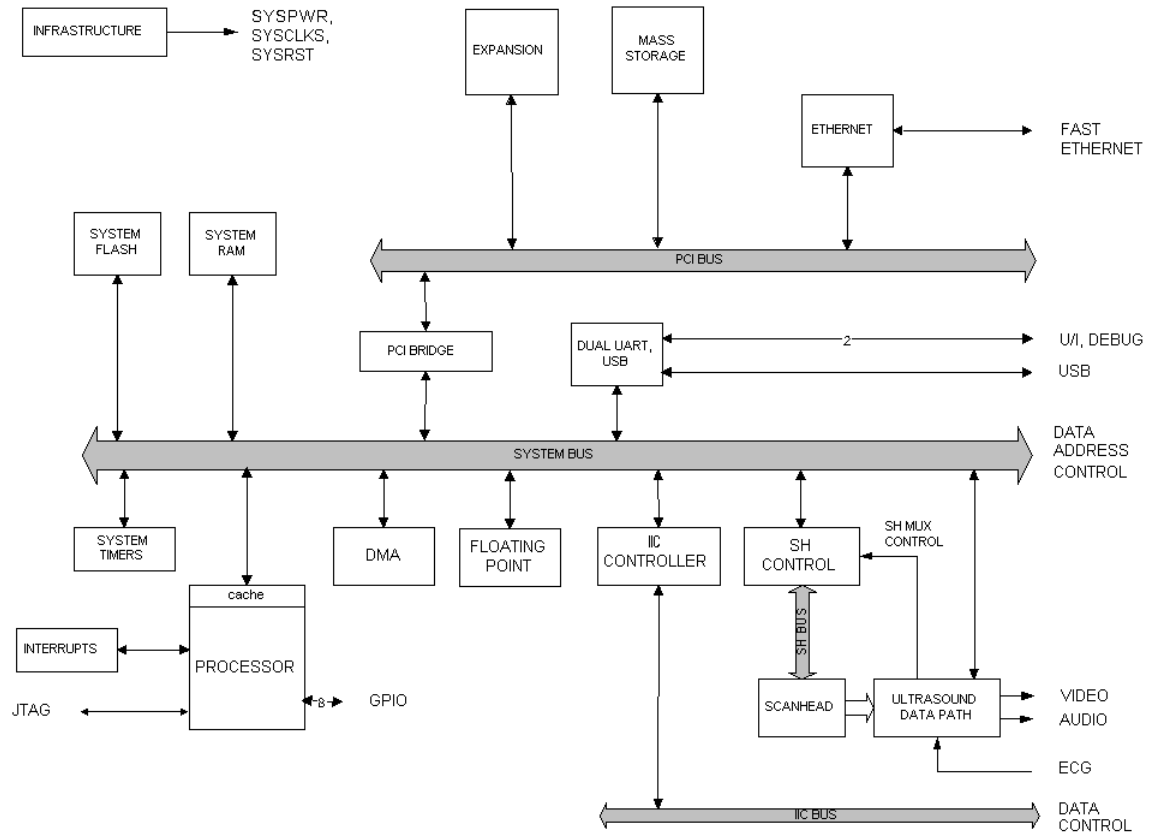 INFRASTRUCTURE
SYSPWR,
SYSCLKS,
SYSRST
EXPANSION
MASS
STORAGE
ETHERNET
FAST
ETHERNET
SYSTEM
FLASH
SYSTEM
RAM
PCI BUS
PCI BRIDGE
DUAL UART,
USB
2
U/I, DEBUG
USB
SYSTEM BUS
DATA
ADDRESS
CONTROL
SYSTEM
TIMERS
DMA
FLOATING
POINT
IIC
CONTROLLER
SH
CONTROL
SH MUX
CONTROL
cache
PROCESSOR
INTERRUPTS
JTAG
8
GPIO
SH BUS
SCANHEAD
ULTRASOUND
DATA PATH
VIDEO
AUDIO
ECG
IIC BUS
DATA
CONTROL